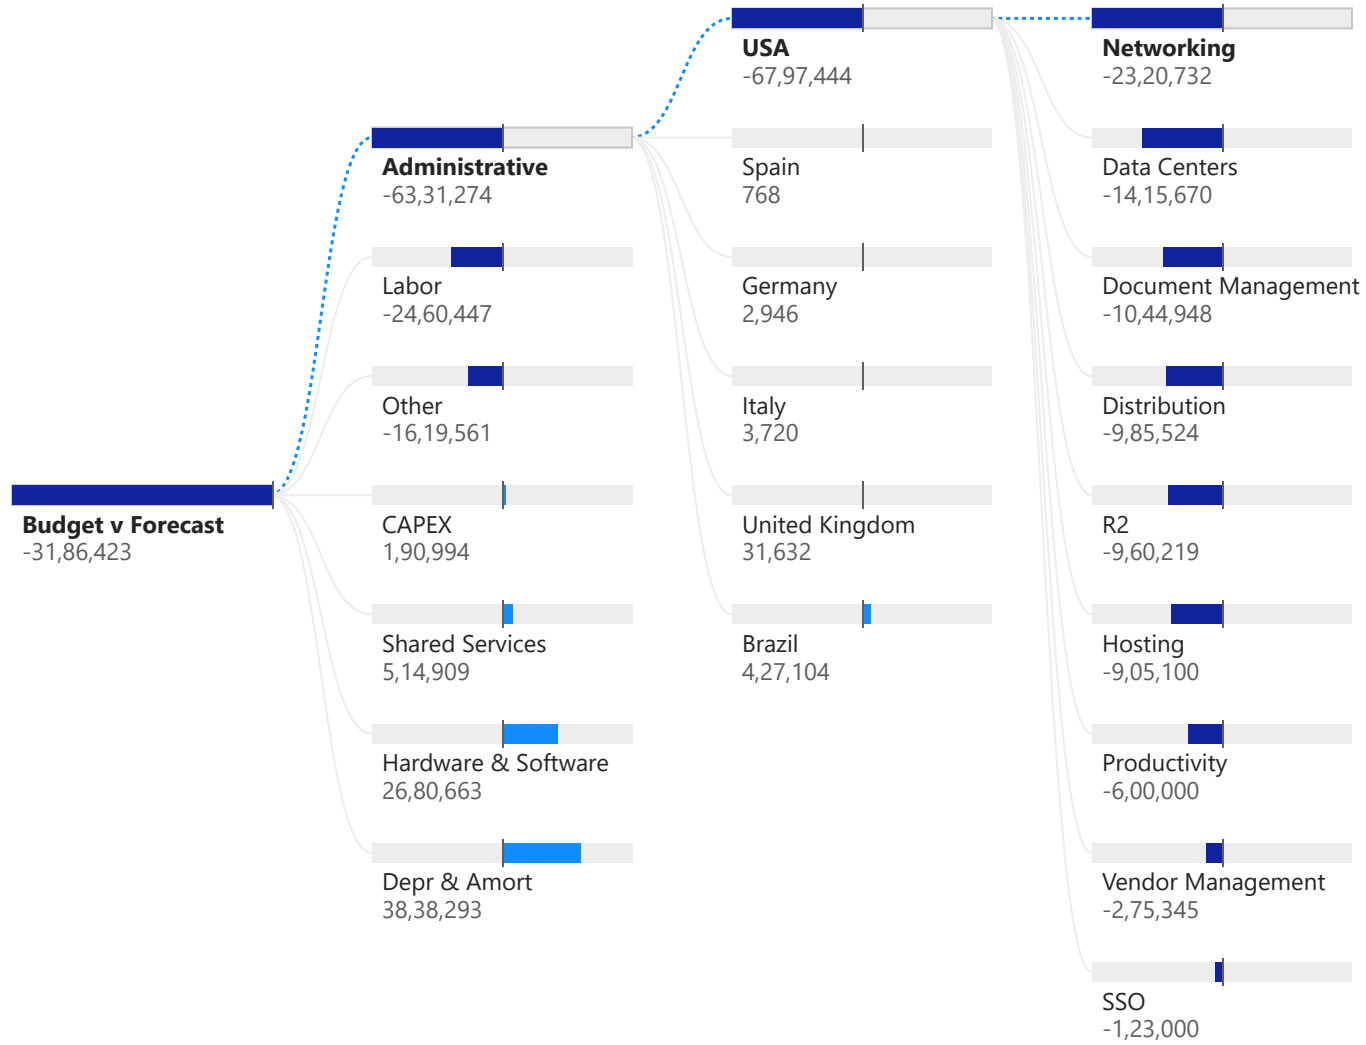 Budget v Forecast
-31,86,423
Administrative
-63,31,274
Labor
-24,60,447
Other
-16,19,561
CAPEX
1,90,994
Shared Services
5,14,909
Hardware & Software
26,80,663
Depr & Amort
38,38,293
USA
-67,97,444
Spain
768
Germany
2,946
Italy
3,720
United Kingdom
31,632
Brazil
4,27,104
Networking
-23,20,732
Data Centers
-14,15,670
Document Management
-10,44,948
Distribution
-9,85,524
R2
-9,60,219
Hosting
-9,05,100
Productivity
-6,00,000
Vendor Management
-2,75,345
SSO
-1,23,000